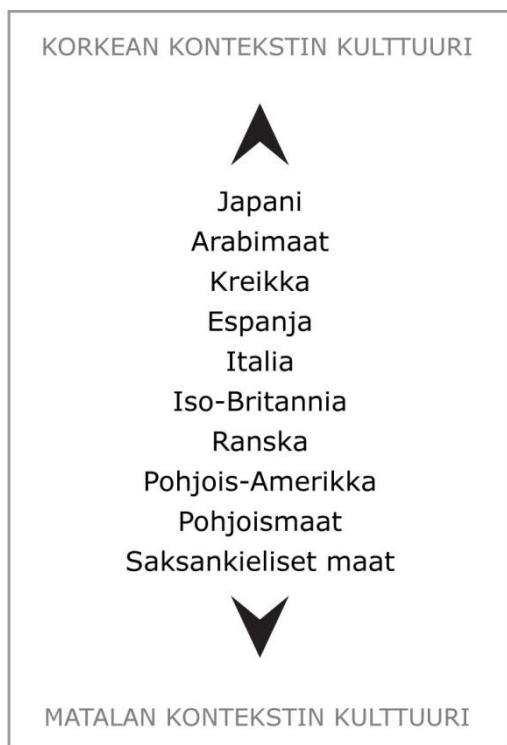 KORKEAN KONTEKSTIN KULTTUURI
Japani
Arabimaat
Kreikka
Espanja
Italia
Iso-Britannia
Ranska
Pohjois-Amerikka
Pohjoismaat
Saksankieliset maat
MATALAN KONTEKSTIN KULTTUURI